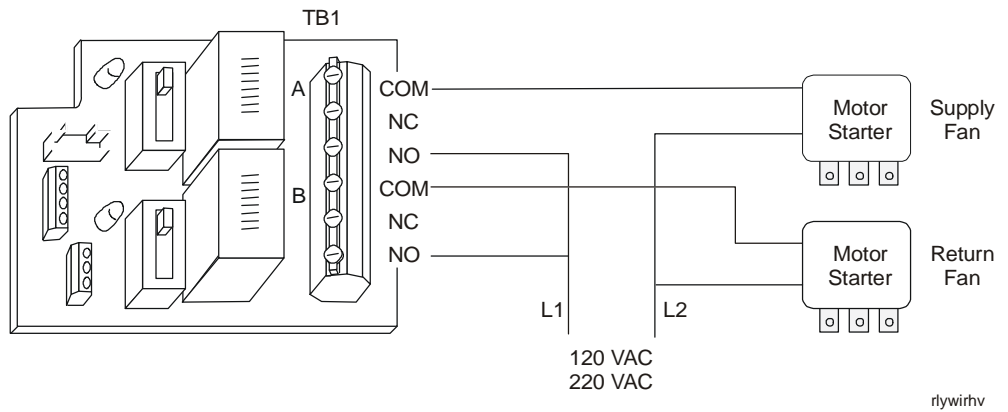 TB1
A
COM
NC
NO
B
COM
NC
NO
Motor
Starter
Supply
Fan
Motor
Starter
Return
Fan
L1
L2
120 VAC
220 VAC
rlywirhv